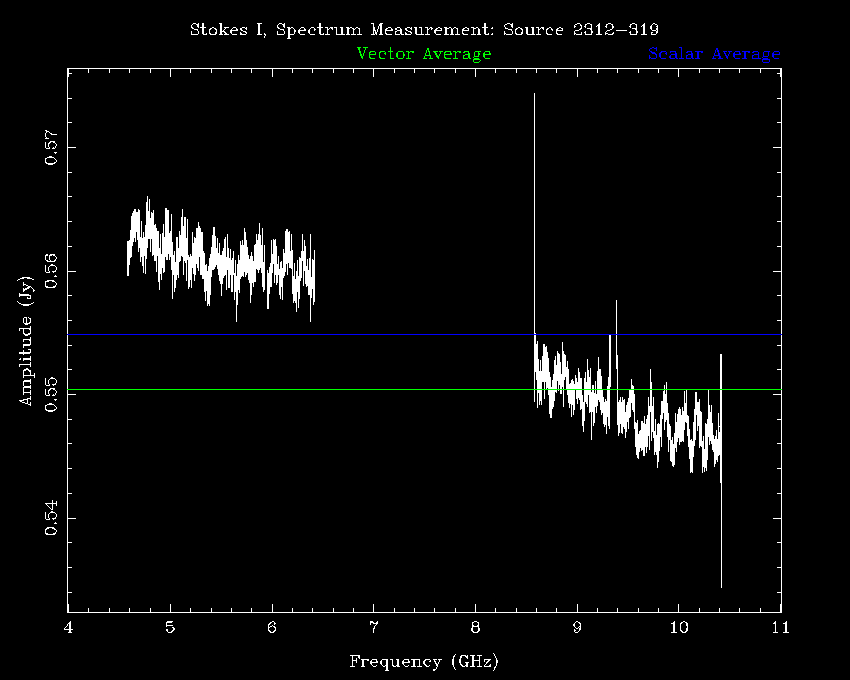 Stokes I, Spectrum Measurement: Source 2312-319
Vector Average
Scalar Average
0.57
0.56
0.55
0.54
Amplitude (Jy)
4 5 6 7 8 9 10 11
Frequency (GHz)